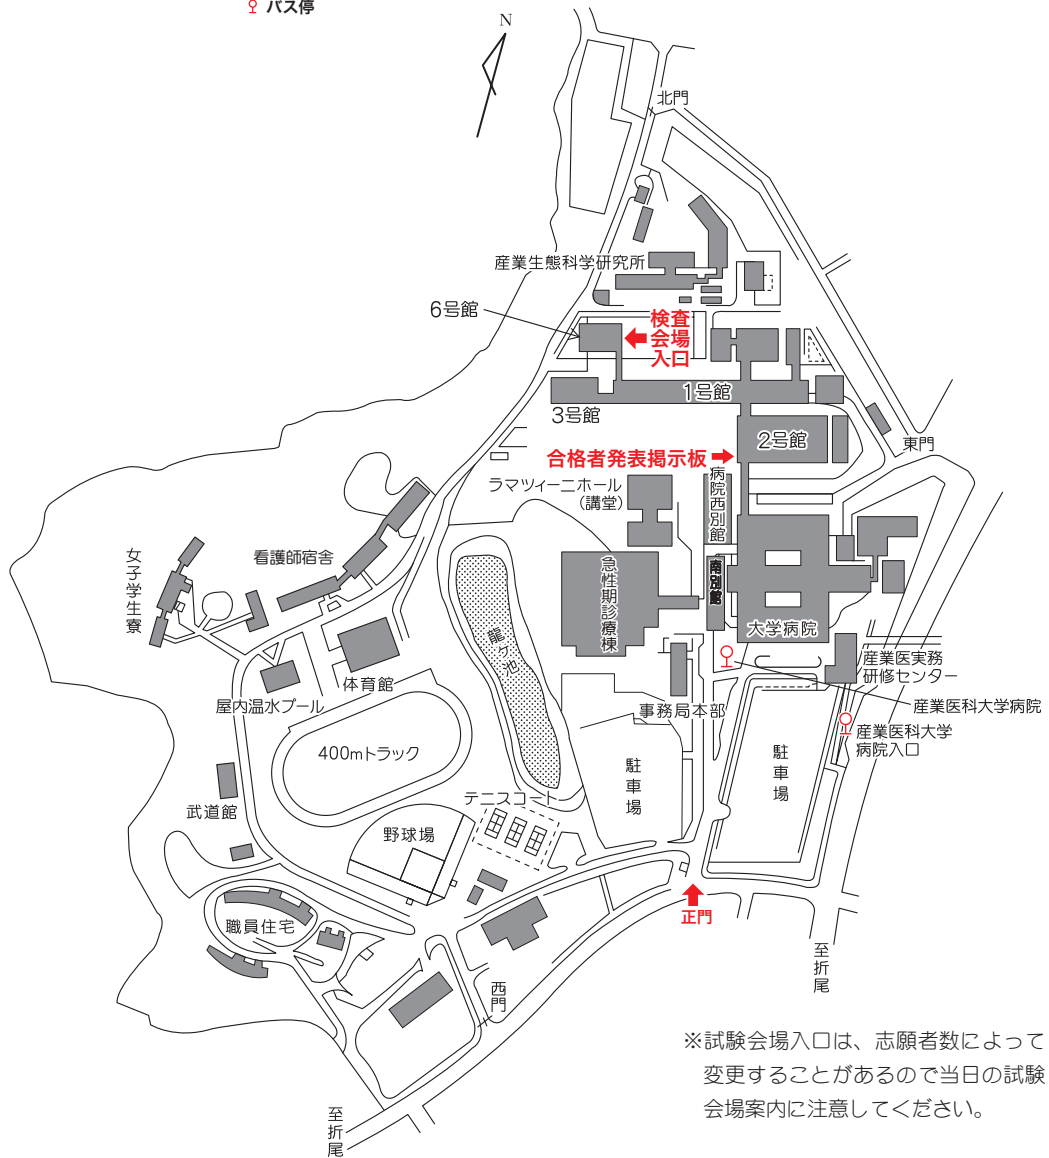 バス停
N
北門
産業生態科学研究所
6号館
検査
会場
入口
1号館
3号館
2号館
東門
合格者発表掲示板
ラマツィーニホール
（講堂）
病院西別館
女子学生寮
看護師宿舎
急性期診療棟
南別館
大学病院
龍ケ池
産業医実務
研修センター
体育館
屋内温水プール
事務局本部
産業医科大学病院
産業医科大学
病院入口
400mトラック
駐車場
駐車場
武道館
テニスコート
野球場
正門
職員住宅
至折尾
西門
※試験会場入口は、志願者数によって
変更することがあるので当日の試験
会場案内に注意してください。
至折尾